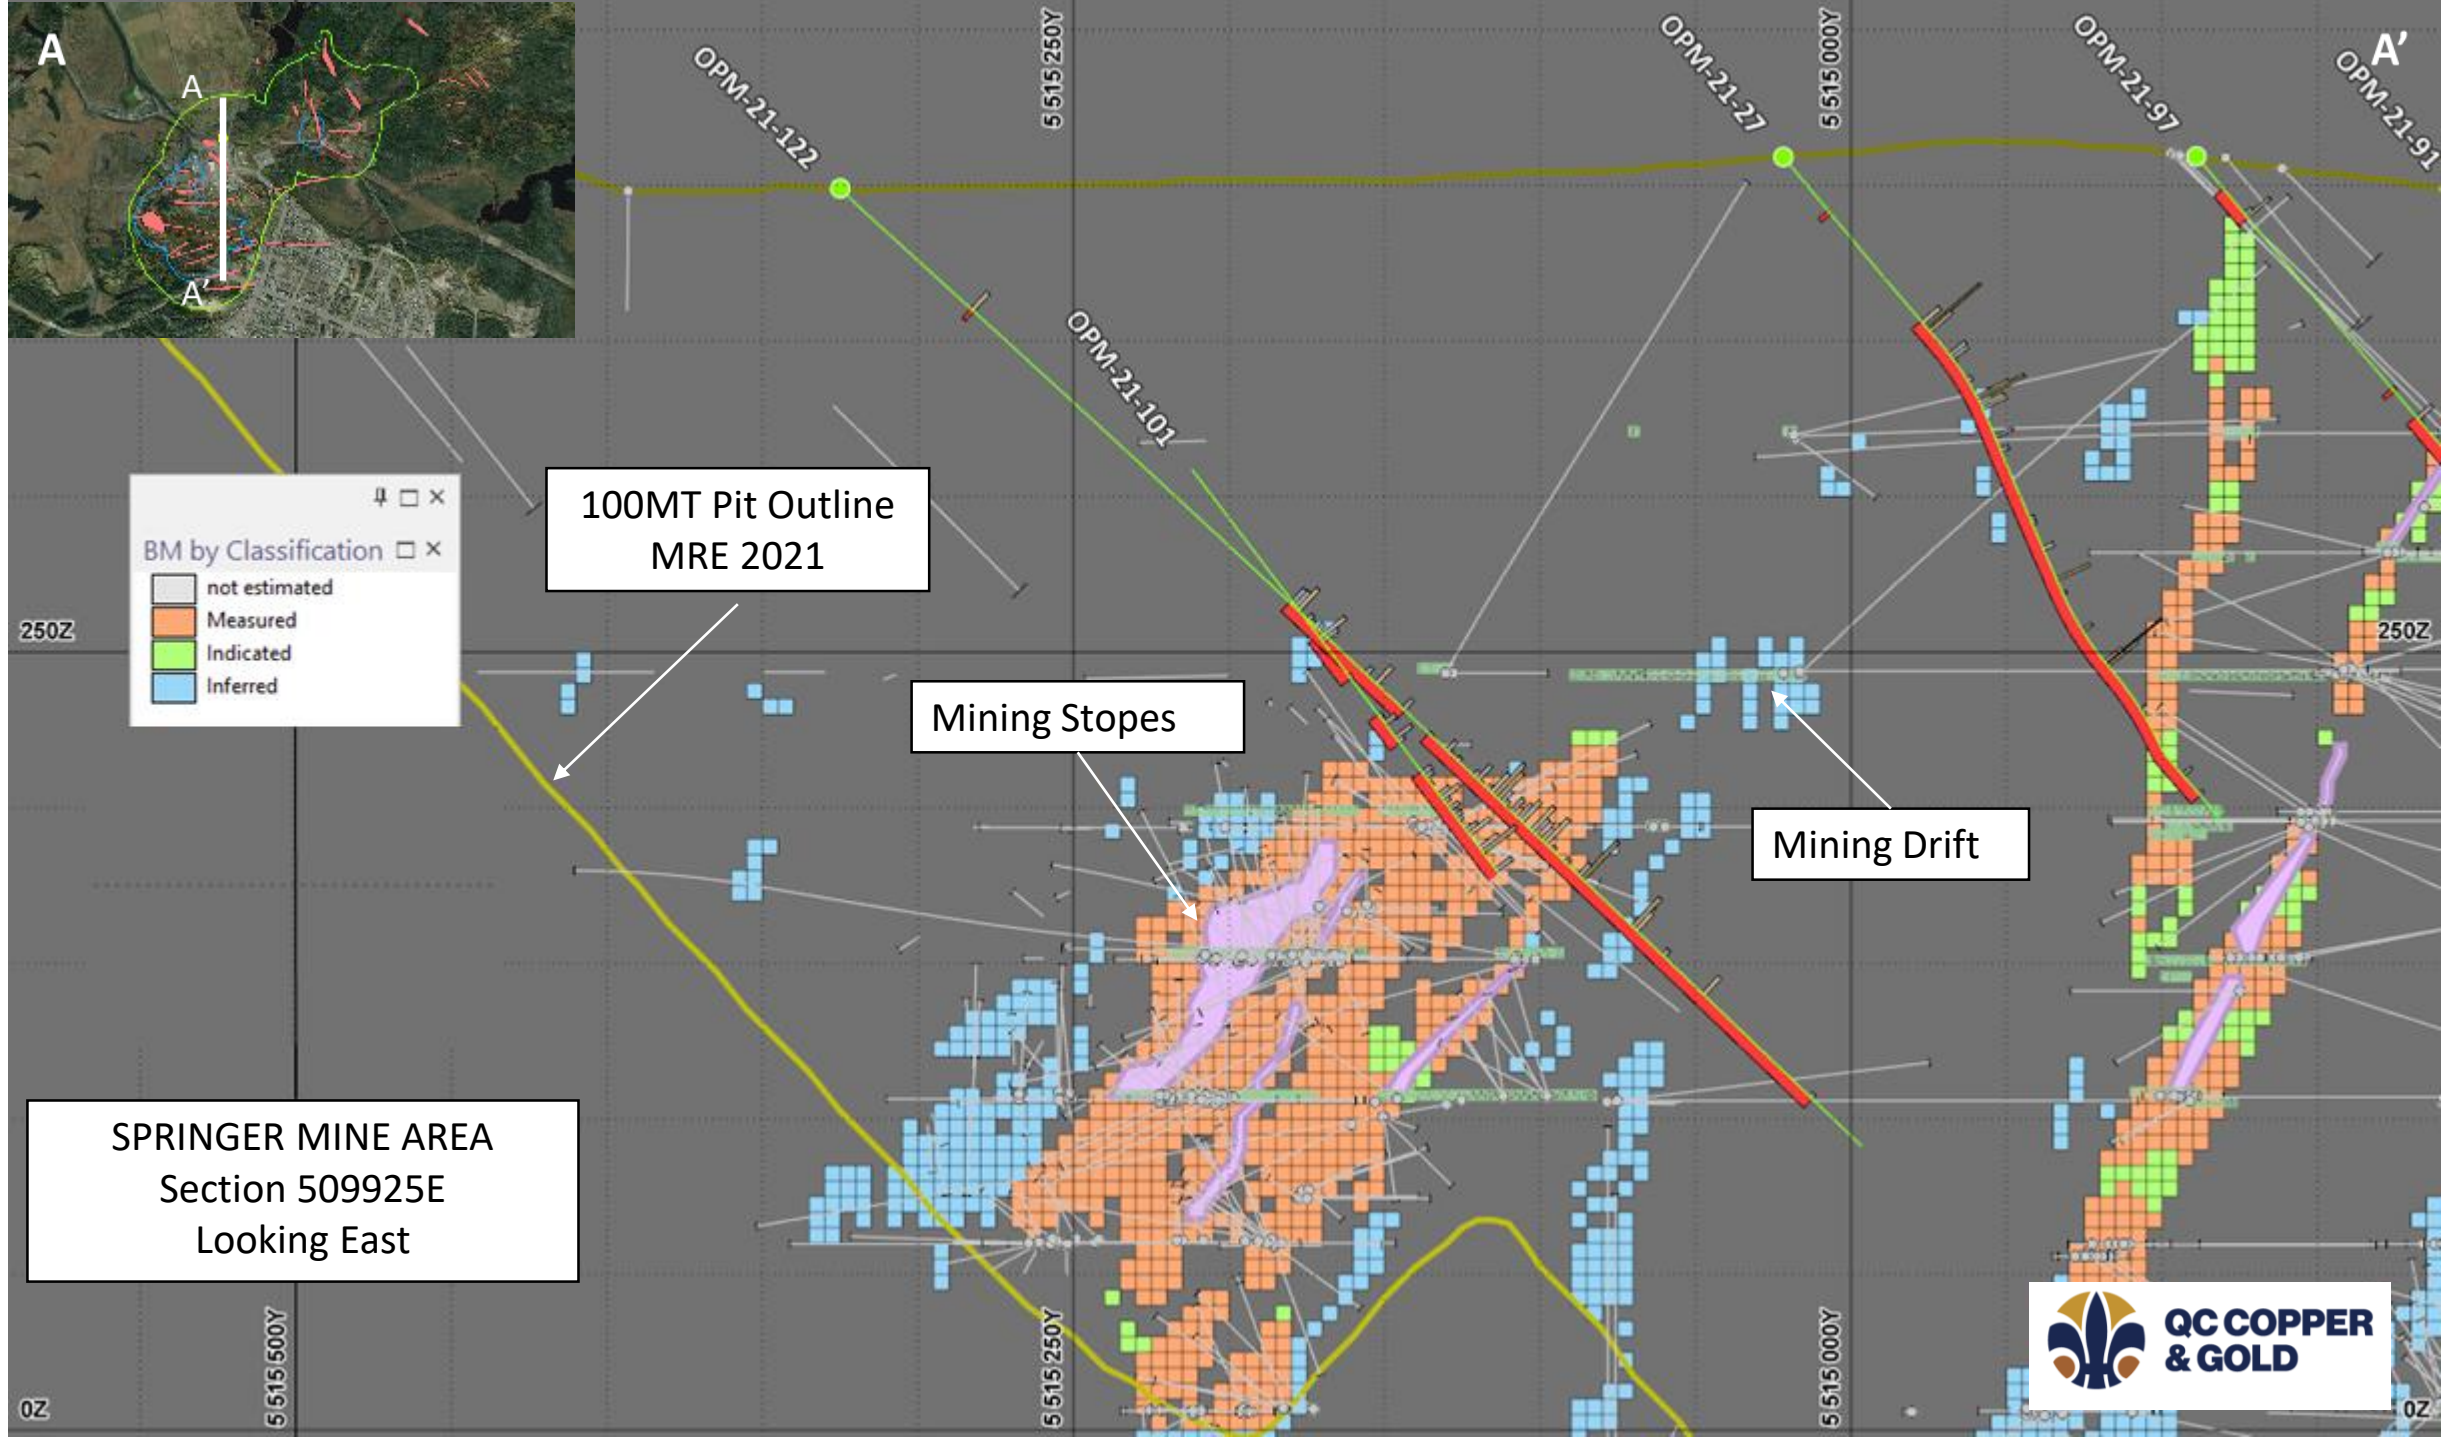 A
A
A'
OPM-21-122
5 515 250Y
OPM-21-27
5 515 000Y
OPM-21-97
A'
OPM-21-91
OPM-21-101
100MT Pit Outline
MRE 2021
BM by Classification
not estimated
Measured
Indicated
Inferred
250Z
250Z
Mining Stopes
Mining Drift
SPRINGER MINE AREA
Section 509925E
Looking East
QC COPPER
& GOLD
5 515 500Y
5 515 250Y
5 515 000Y
0Z
0Z